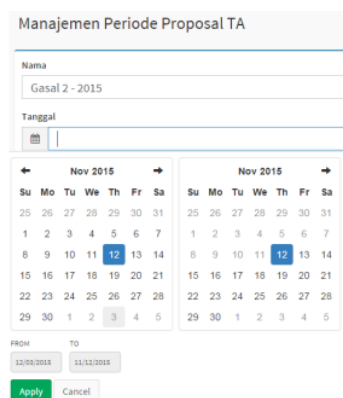 Manajemen Periode Proposal TA
Nama
Gasal 2 - 2015
Tanggal
Nov 2015 Nov 2015
Su Mo Tu We Th Fr Sa Su Mo Tu We Th Fr Sa
25 26 27 28 29 30 31 25 26 27 28 29 30 31
1 2 3 4 5 6 7 1 2 3 4 5 6 7
8 9 10 11 12 13 14 8 9 10 11 12 13 14
15 16 17 18 19 20 21 15 16 17 18 19 20 21
22 23 24 25 26 27 28 22 23 24 25 26 27 28
29 30 1 2 3 4 5 29 30 1 2 3 4 5
FROM TO
12/03/2015 11/12/2015
Apply Cancel